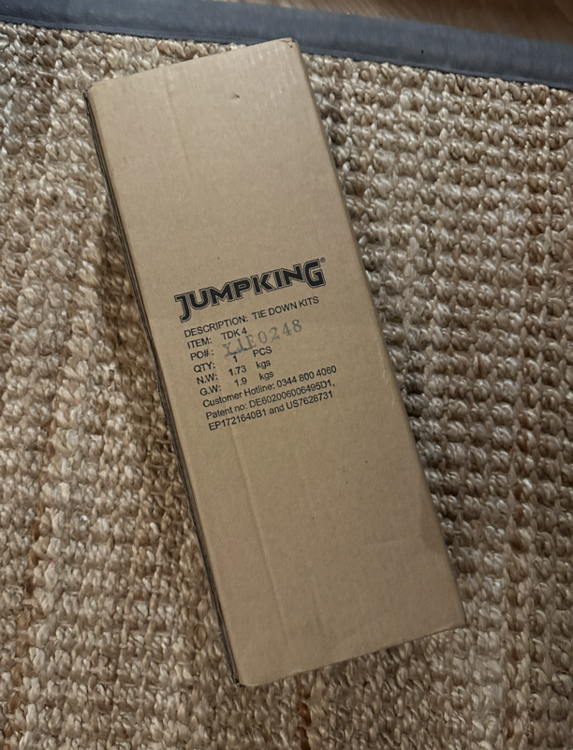 JUMPKING®
DESCRIPTION: TIE DOWN KITS
ITEM: TDK 4
PO#: XJE0248
QTY: 1 PCS
N.W: 1.73 kgs
G.W: 1.9 kgs
Customer Hotline: 0344 800 4060
Patent no: DE602006006495D1,
EP1721640B1 and US7626731